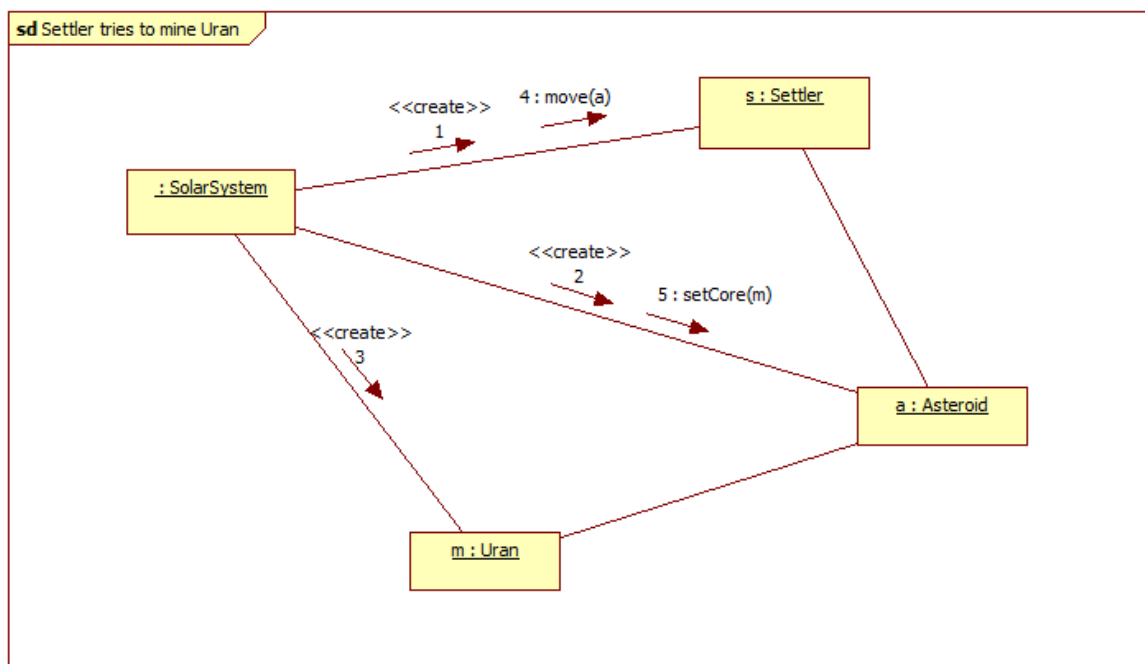 sd Settler tries to mine Uran
<<create>>
1
4 : move(a)
s : Settler
: SolarSystem
<<create>>
2
5 : setCore(m)
<<create>>
3
a : Asteroid
m : Uran